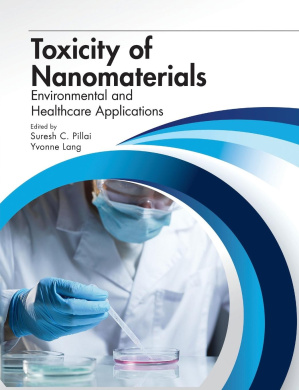 Toxicity of
Nanomaterials
Environmental and
Healthcare Applications
Edited by
Suresh C. Pillai
Yvonne Lang